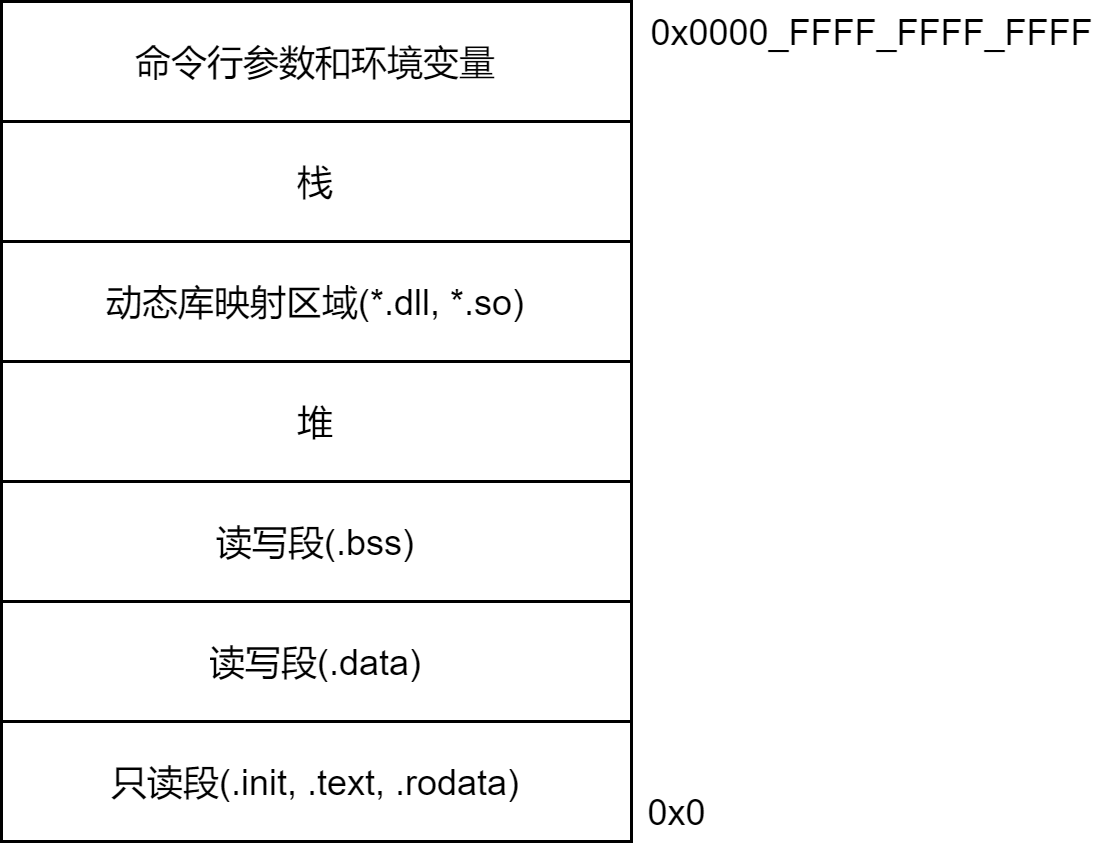 命令行参数和环境变量
0x0000_FFFF_FFFF_FFFF
栈
动态库映射区域(*.dll, *.so)
堆
读写段(.bss)
读写段(.data)
只读段(.init, .text, .rodata)
0x0